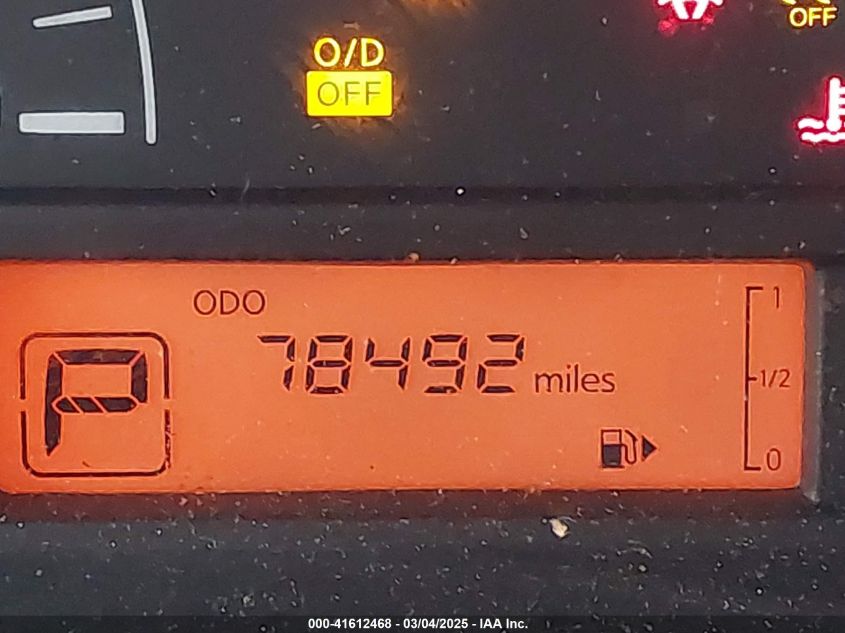 OFF
O/D
OFF
ODO
1
78492 miles
P
1/2
0
000-41612468 - 03/04/2025 - IAA Inc.